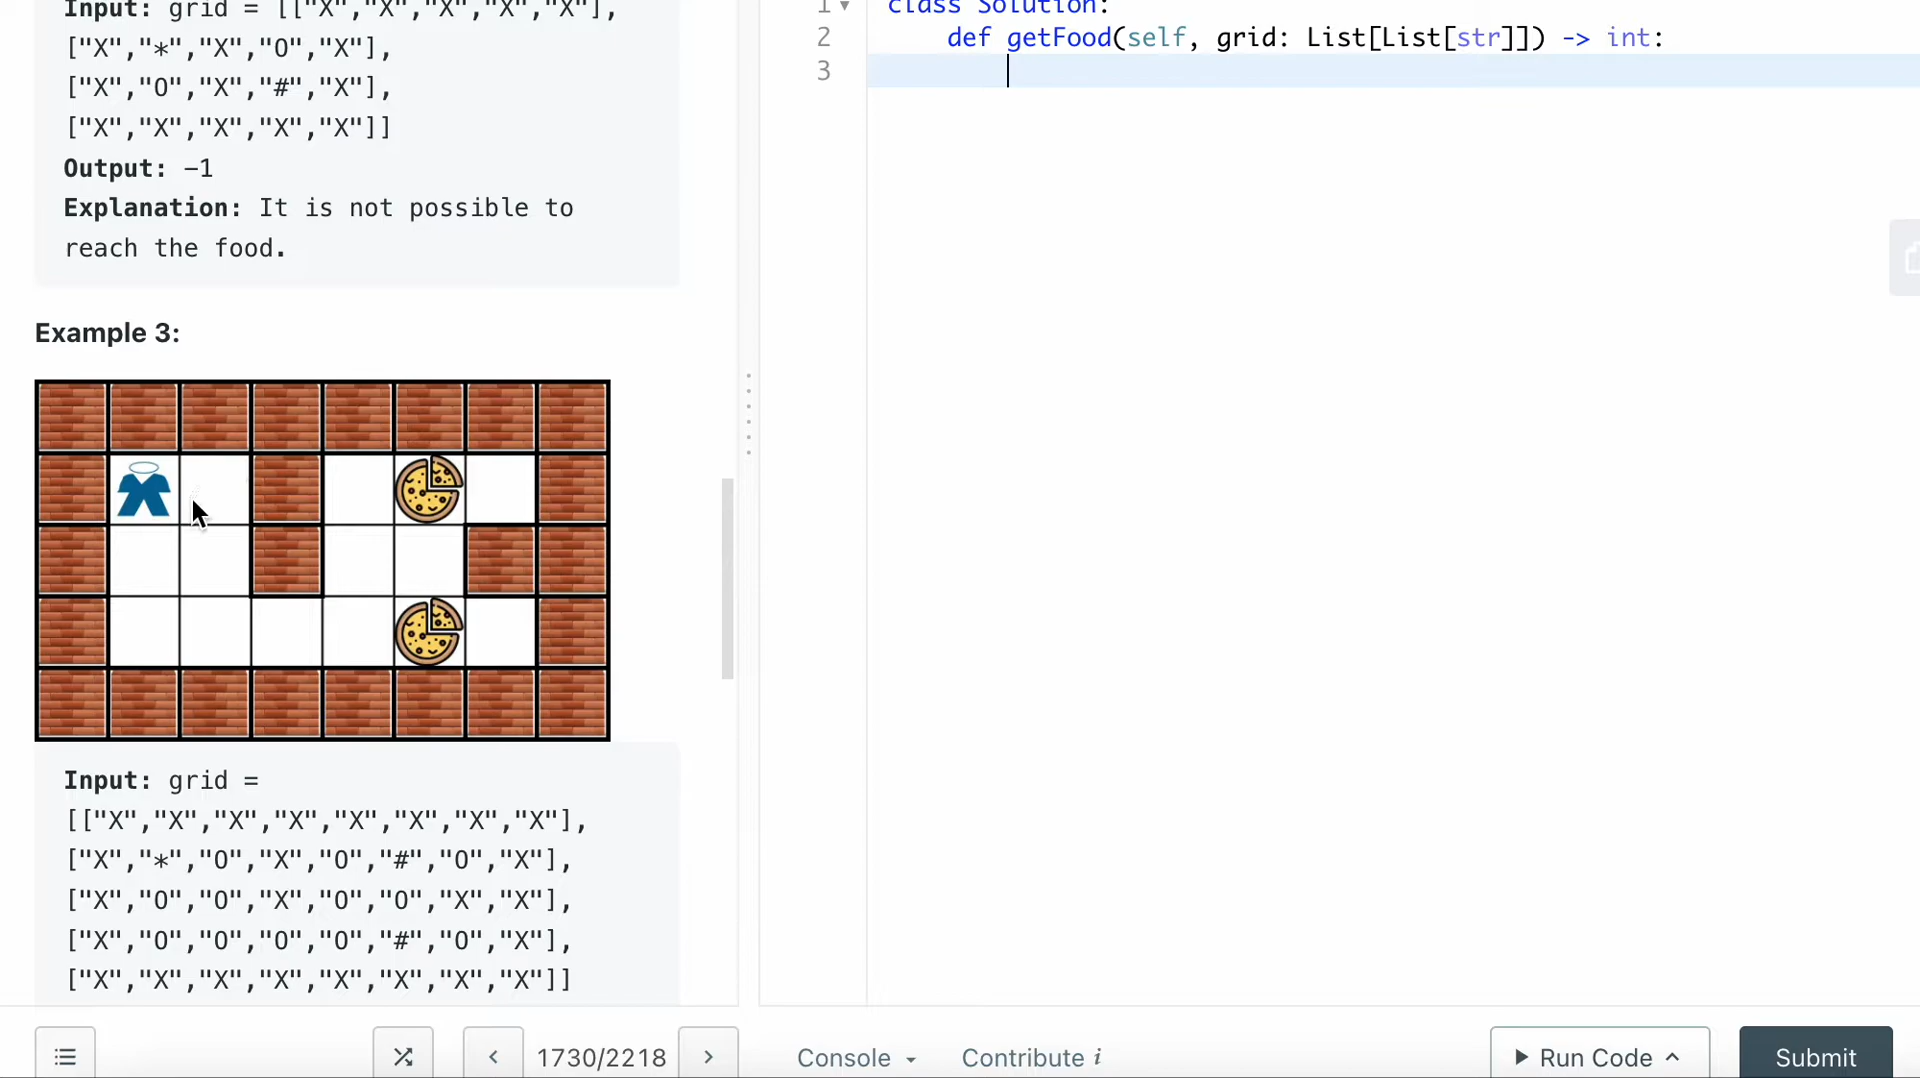 Input: grid = [["X","X","X","X","X"],
["X","*","X","O","X"],
["X","O","X","#","X"],
["X","X","X","X","X"]]
Output: -1
Explanation: It is not possible to
reach the food.
Example 3:
Input: grid =
[["X","X","X","X","X","X","X","X"],
["X","*","O","X","O","#","O","X"],
["X","O","O","X","O","O","X","X"],
["X","O","O","O","O","#","O","X"],
["X","X","X","X","X","X","X","X"]]
1730/2218
1 class Solution:
2 def getFood(self, grid: List[List[str]]) -> int:
3
Console
Contribute i
Run Code
Submit